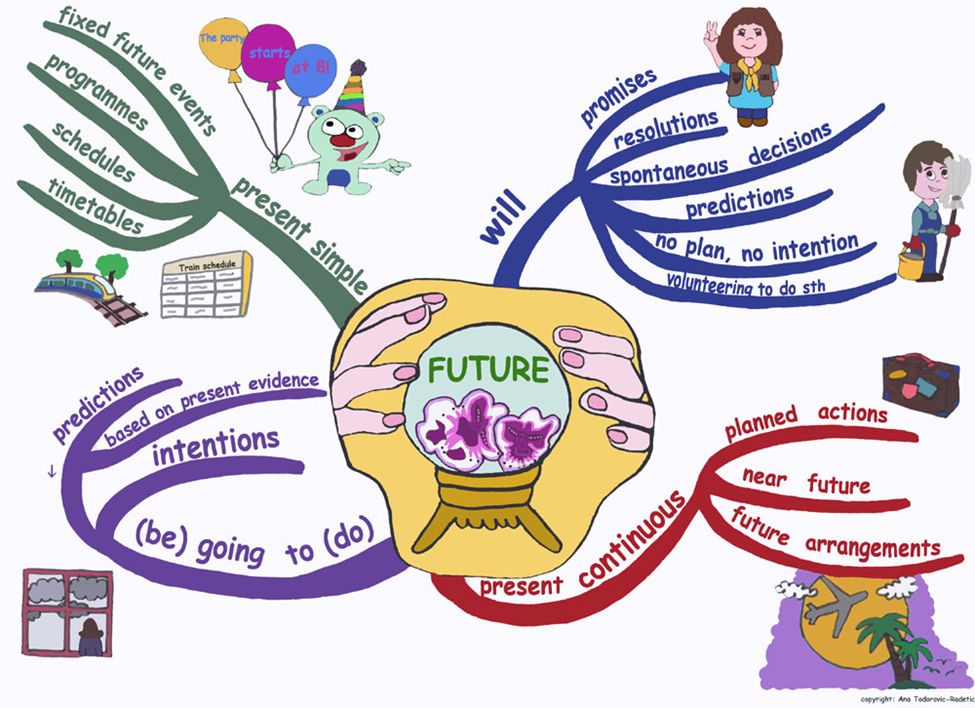 fixed future events
programmes
schedules
timetables
present simple
The party
starts
at 8!
Train schedule
will
promises
resolutions
spontaneous decisions
predictions
no plan, no intention
volunteering to do sth
FUTURE
predictions
based on present evidence
intentions
(be) going to (do)
present continuous
planned actions
near future
future arrangements
copyright: Ana Todorovic-Radetic